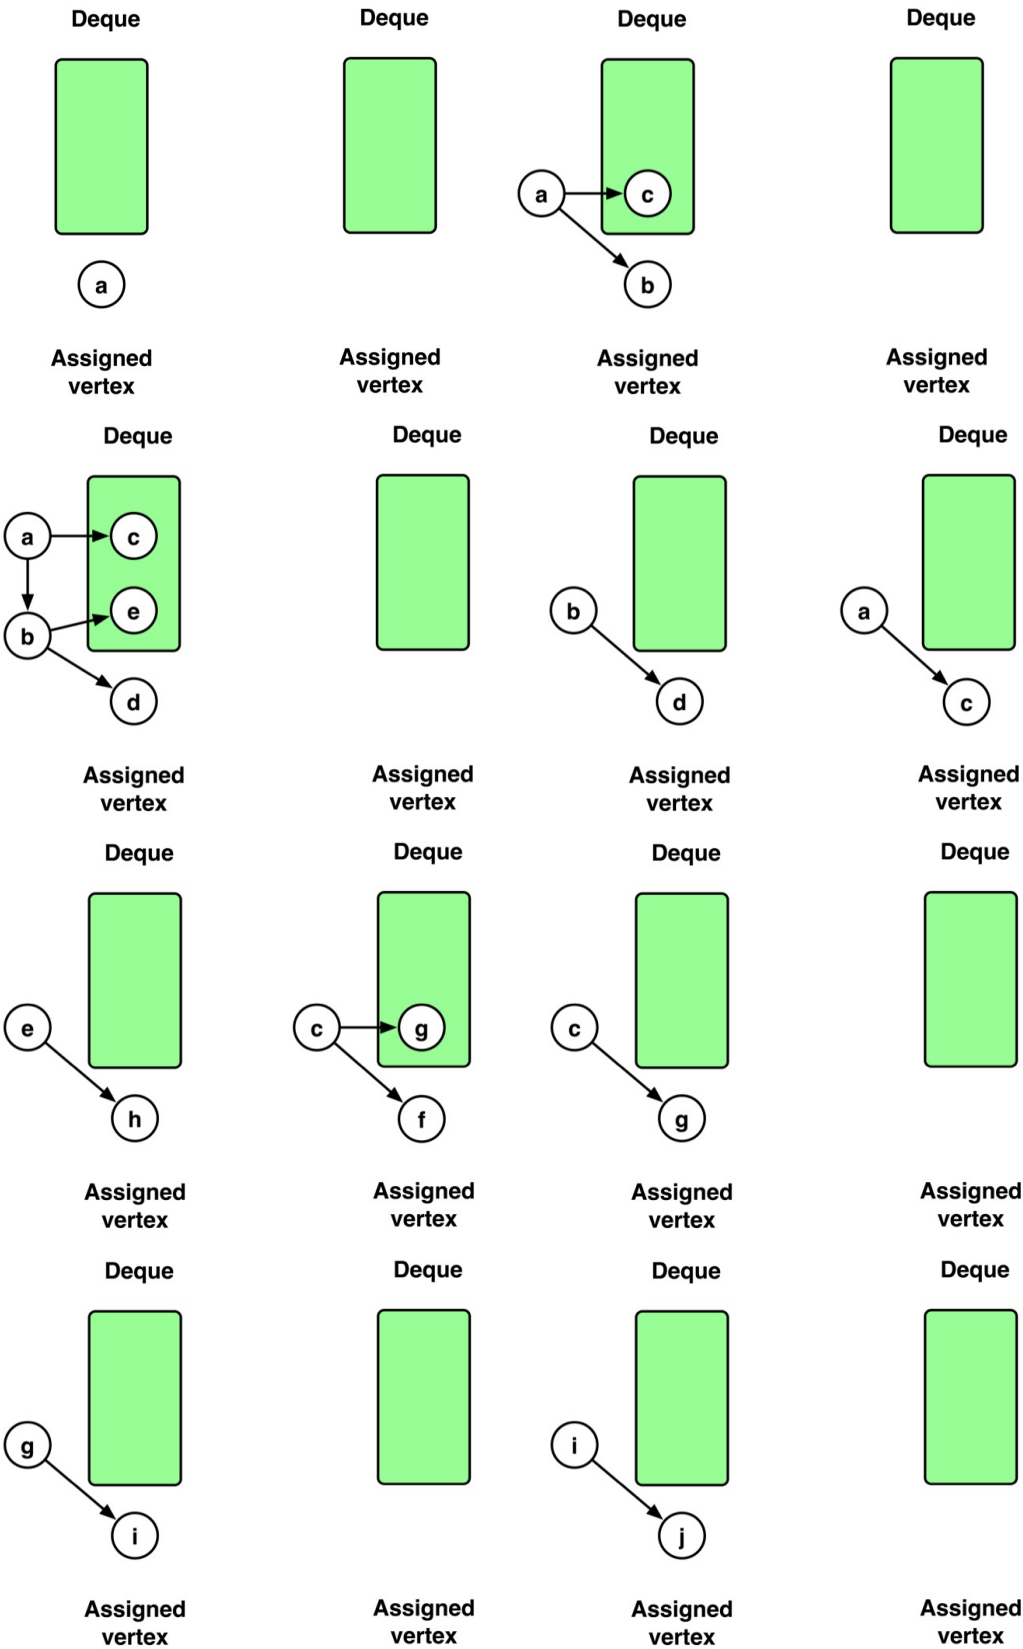 Deque Deque Deque Deque
a c
a b
Assigned vertex Assigned vertex Assigned vertex Assigned vertex
Deque Deque Deque Deque
a c
b e b a
d d c
Assigned vertex Assigned vertex Assigned vertex Assigned vertex
Deque Deque Deque Deque
e c g c
h f g
Assigned vertex Assigned vertex Assigned vertex Assigned vertex
Deque Deque Deque Deque
g i
i j
Assigned vertex Assigned vertex Assigned vertex Assigned vertex